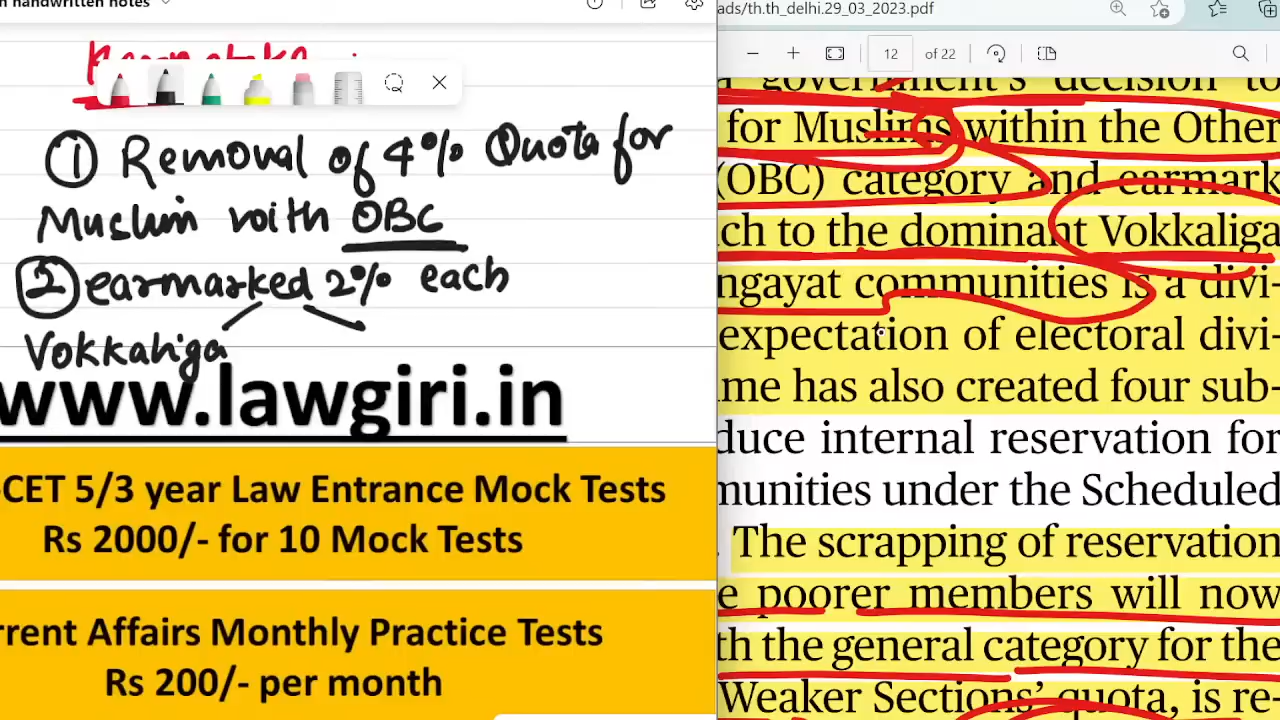 handwritten notes
Karnataka
① Removal of 4% Quota for
Muslim with OBC
② earmarked 2% each
Vokkaliga
www.lawgiri.in
CET 5/3 year Law Entrance Mock Tests
Rs 2000/- for 10 Mock Tests
rrent Affairs Monthly Practice Tests
Rs 200/- per month
ads/th.th_delhi.29_03_2023.pdf
12 of 22
government's decision to
for Muslims within the Other
(OBC) category and earmark
ch to the dominant Vokkaliga
ngayat communities is a divi-
expectation of electoral divi-
me has also created four sub-
duce internal reservation for
munities under the Scheduled
. The scrapping of reservation
e poorer members will now
th the general category for the
Weaker Sections' quota, is re-